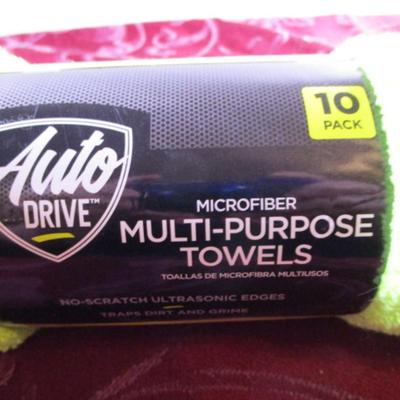 Auto
DRIVE™
10
PACK
MICROFIBER
MULTI-PURPOSE
TOWELS
TOALLAS DE MICROFIBRA MULTIUSOS
NO-SCRATCH ULTRASONIC EDGES
TRAPS DIRT AND GRIME